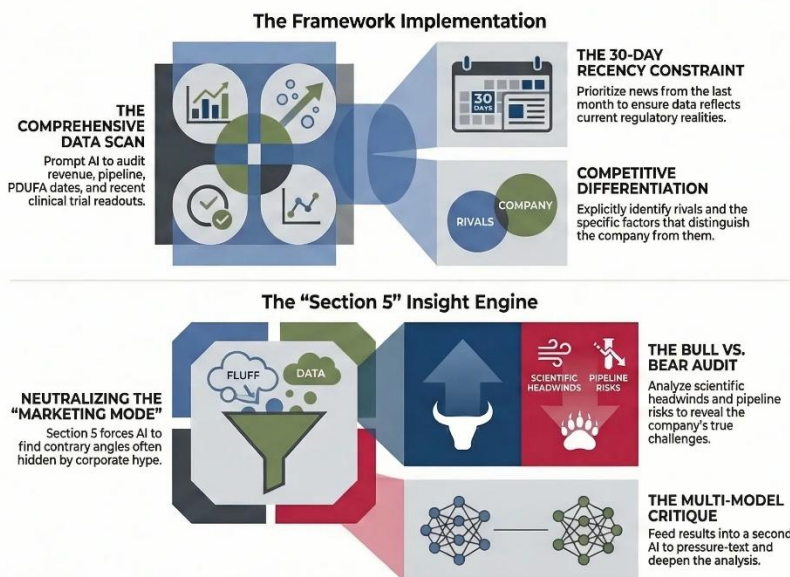 The Framework Implementation
THE
COMPREHENSIVE
DATA SCAN
Prompt AI to audit
revenue, pipeline,
PDUFA dates, and recent
clinical trial readouts.
30
DAYS
THE 30-DAY
RECENCY CONSTRAINT
Prioritize news from the last
month to ensure data reflects
current regulatory realities.
RIVALS
COMPANY
COMPETITIVE
DIFFERENTIATION
Explicitly identify rivals and the
specific factors that distinguish
the company from them.
The “Section 5” Insight Engine
NEUTRALIZING THE
“MARKETING MODE”
Section 5 forces AI to
find contrary angles often
hidden by corporate hype.
FLUFF
DATA
SCIENTIFIC
HEADWINDS
PIPELINE
RISKS
THE BULL VS.
BEAR AUDIT
Analyze scientific
headwinds and pipeline
risks to reveal the
company’s true
challenges.
THE MULTI-MODEL
CRITIQUE
Feed results into a second
AI to pressure-text and
deepen the analysis.